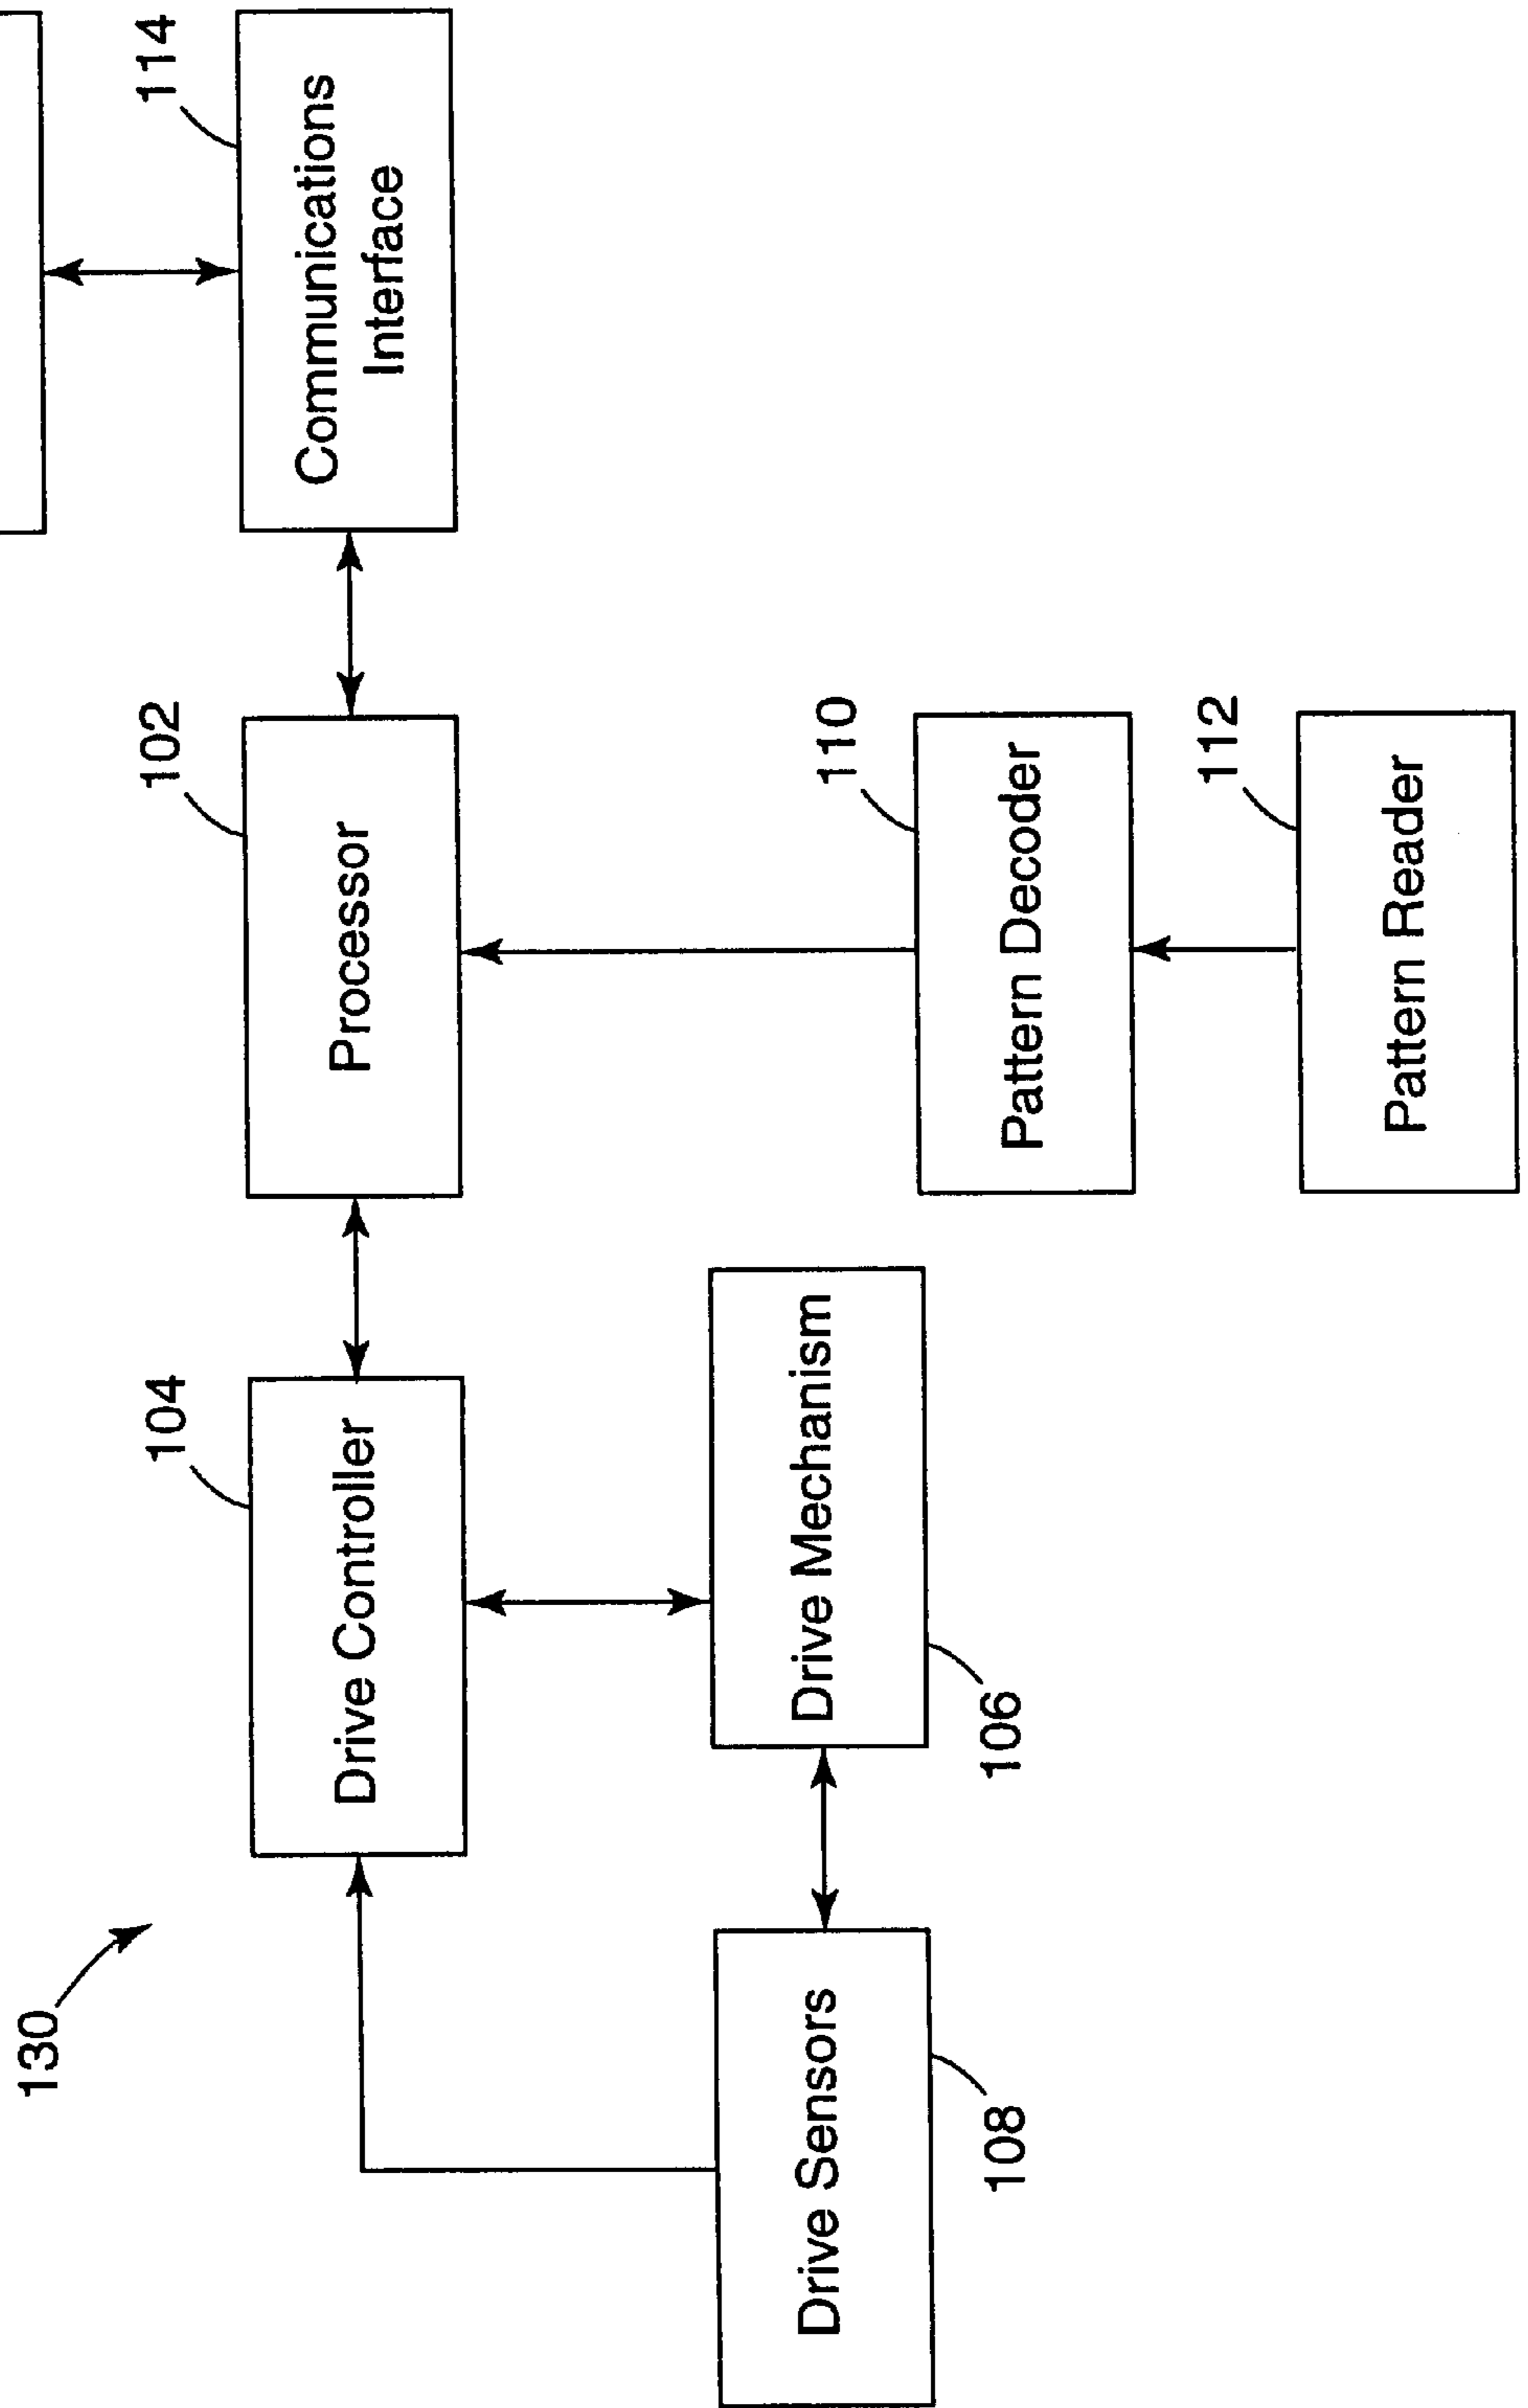 130
104
Drive Controller
102
Processor
114
Communications
Interface
Drive Sensors
108
Drive Mechanism
106
110
Pattern Decoder
112
Pattern Reader